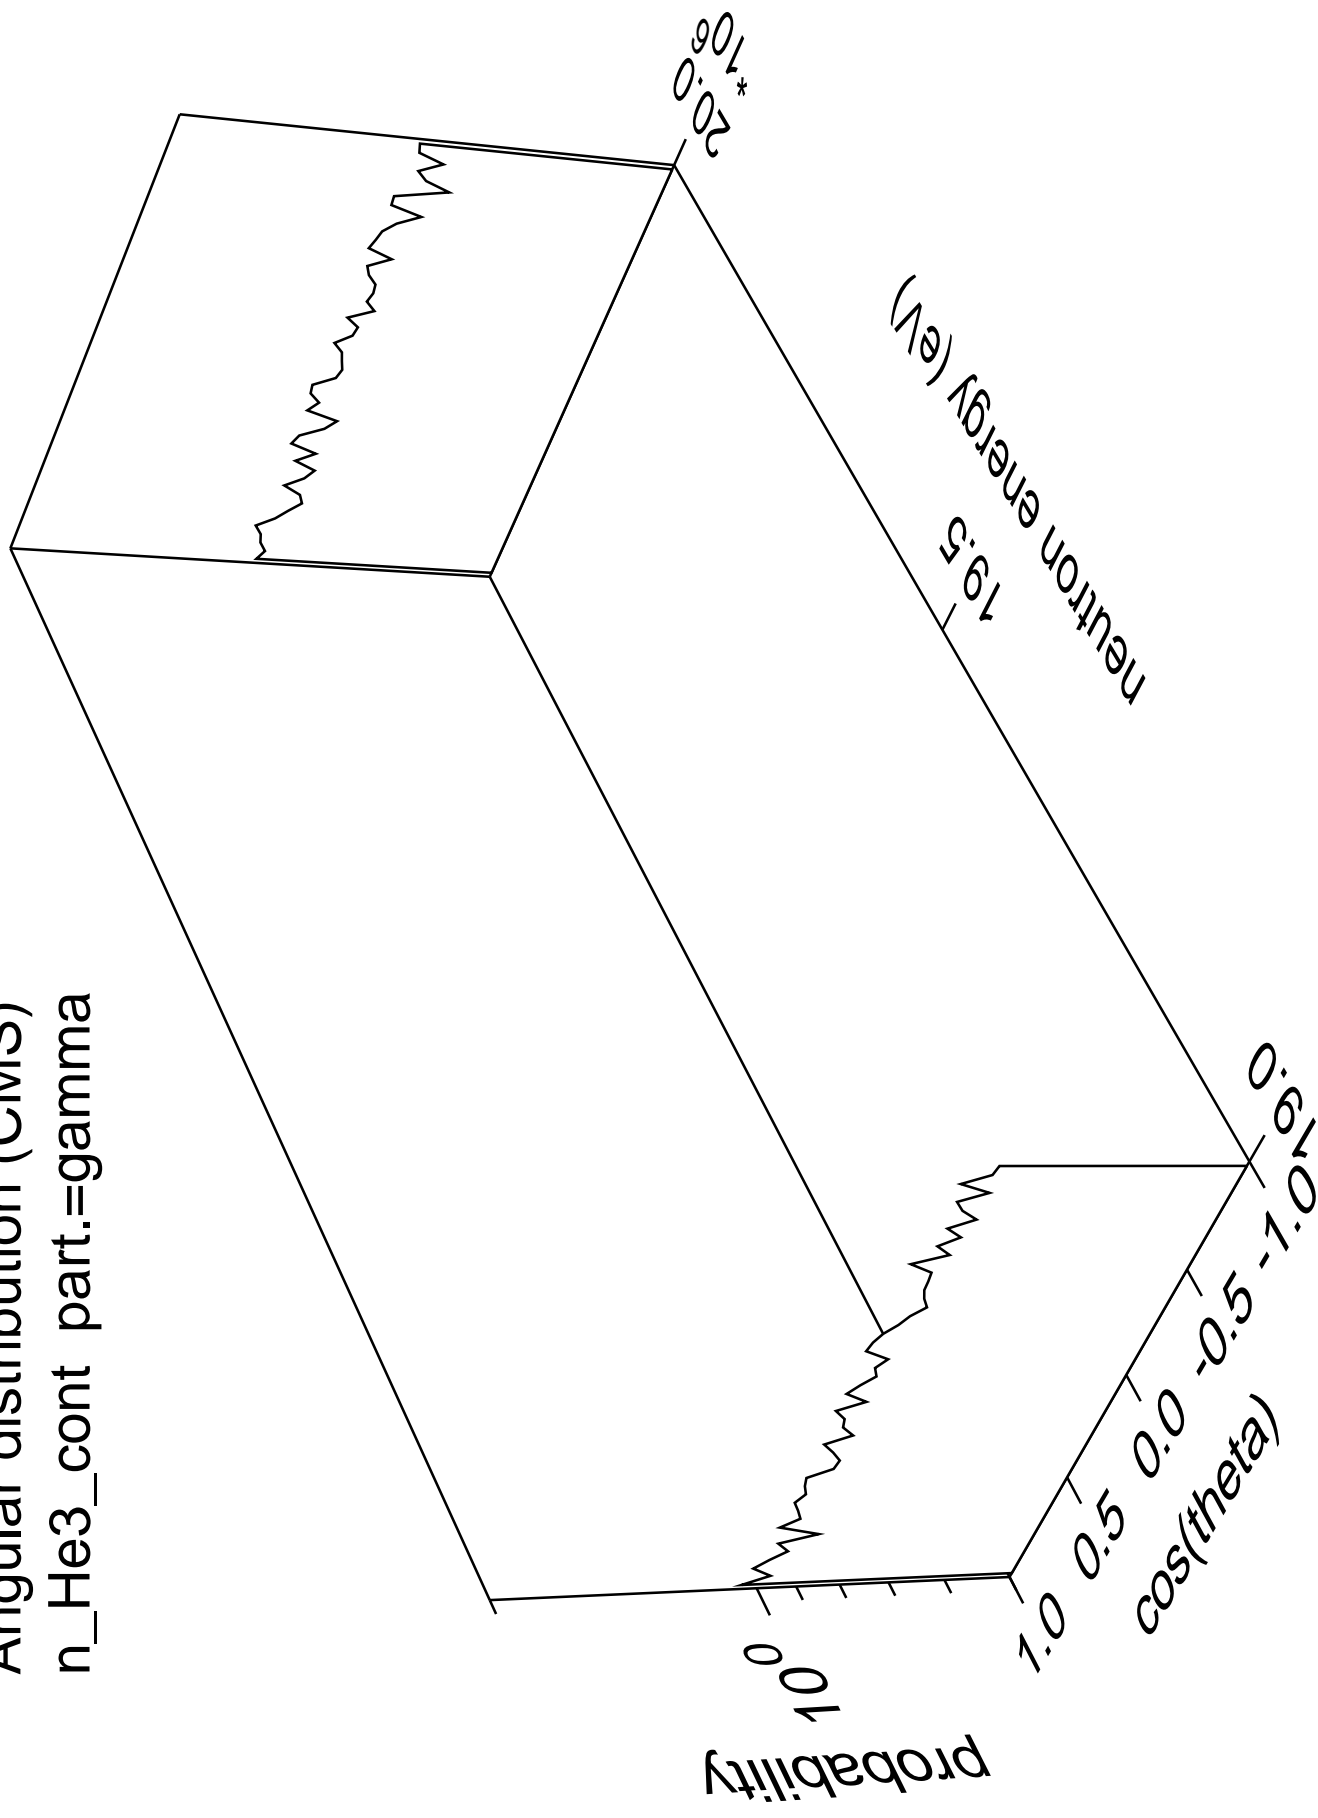 Angular distribution (CMS)
n_He3_cont part.=gamma
probability
10^0
1.0
0.5
0.0
-0.5
-1.0
cos(theta)
19.0
19.5
20.0
*10^6
neutron energy (eV)